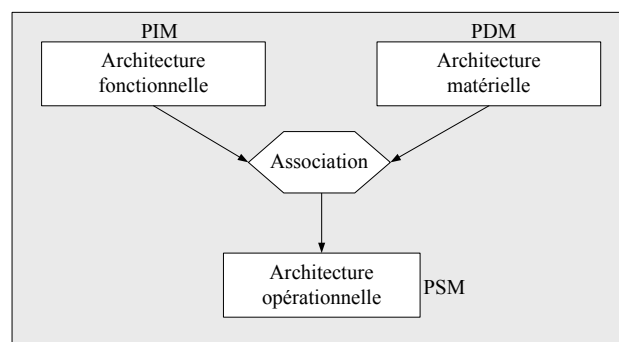 PIM
Architecture
fonctionnelle
PDM
Architecture
matérielle
Association
Architecture
opérationnelle
PSM